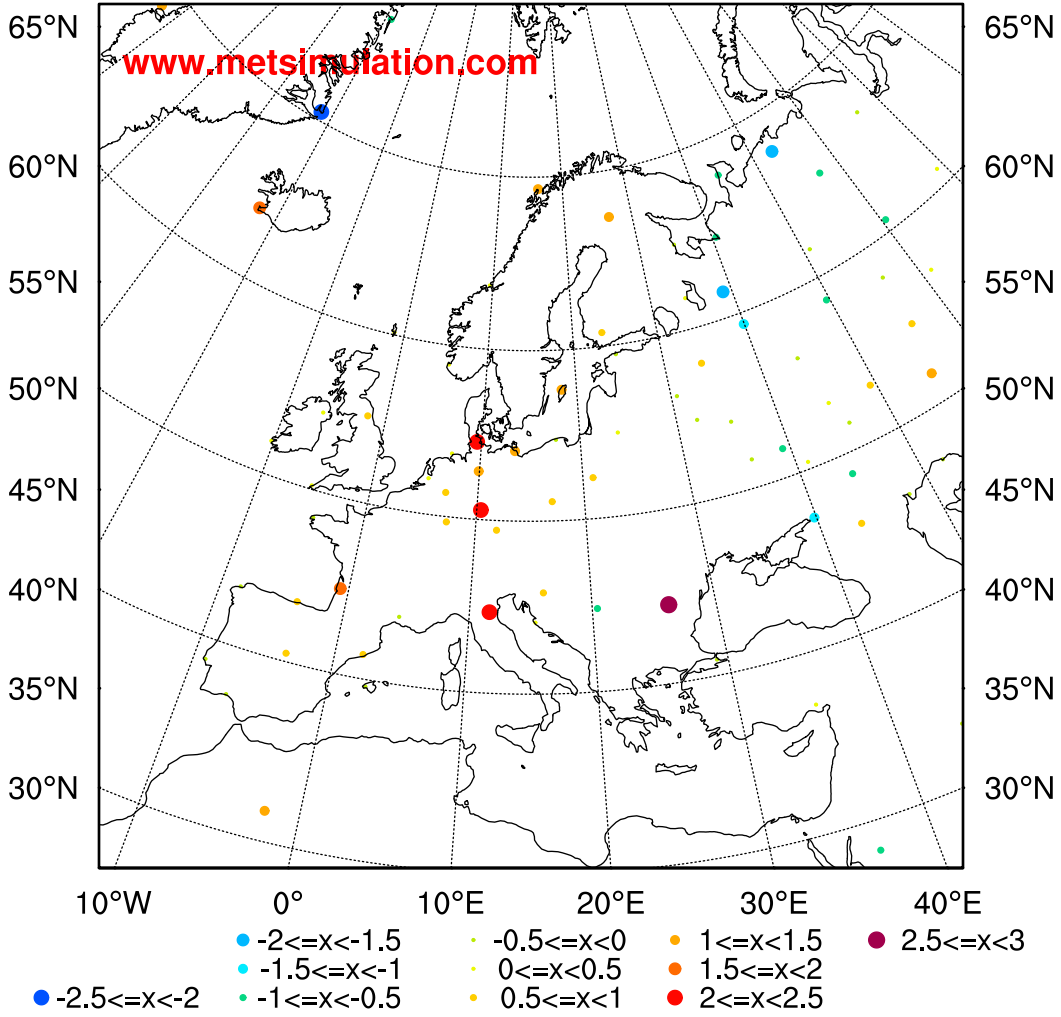 65°N 65°N
www.metsimulation.com
60°N 60°N
55°N 55°N
50°N 50°N
45°N 45°N
40°N 40°N
35°N 35°N
30°N 30°N
10°W 0° 10°E 20°E 30°E 40°E
-2<=x<-1.5 -0.5<=x<0 1<=x<1.5 2.5<=x<3
-1.5<=x<-1 0<=x<0.5 1.5<=x<2
-2.5<=x<-2 -1<=x<-0.5 0.5<=x<1 2<=x<2.5